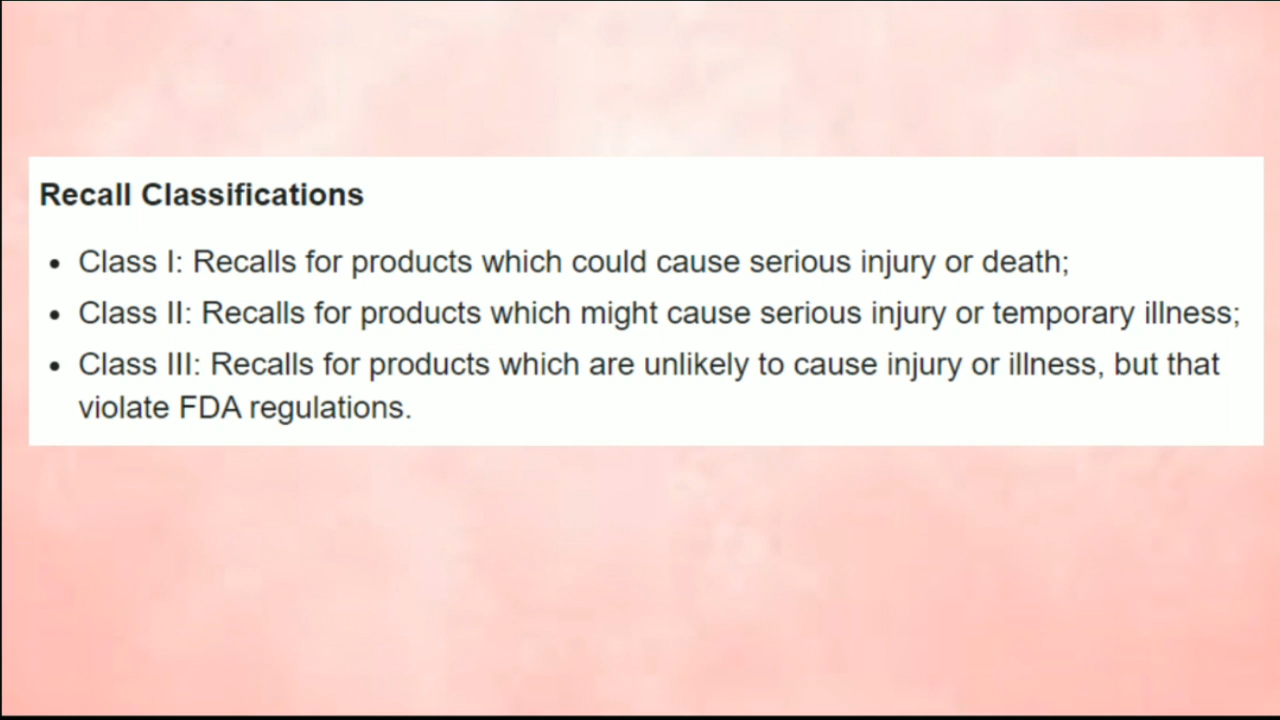 Recall Classifications
Class I: Recalls for products which could cause serious injury or death;
Class II: Recalls for products which might cause serious injury or temporary illness;
Class III: Recalls for products which are unlikely to cause injury or illness, but that
violate FDA regulations.